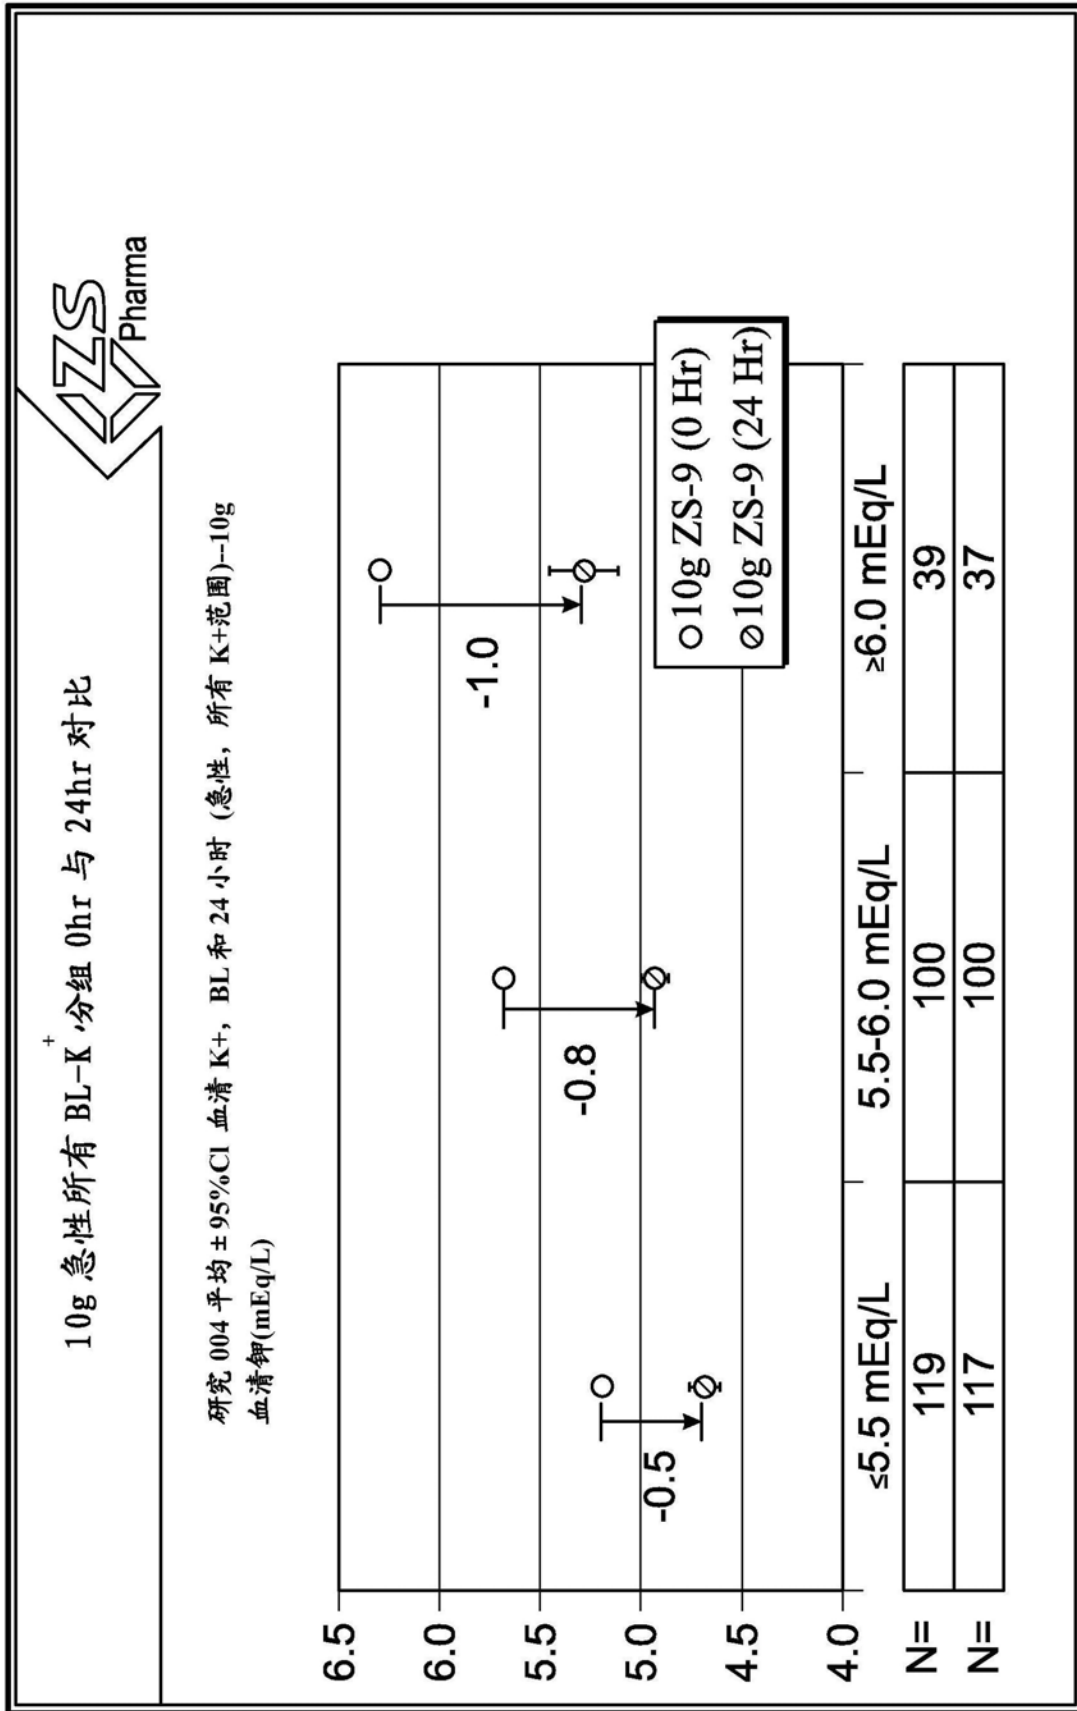 10g 急性所有 BL-K+ 分组 0hr 与 24hr 对比
ZS
Pharma
研究 004 平均 ± 95%Cl 血清 K+, BL 和 24 小时 (急性, 所有 K+范围)--10g
血清钾(mEq/L)
6.5
6.0
5.5
5.0
4.5
4.0
-0.5
-0.8
-1.0
10g ZS-9 (0 Hr)
10g ZS-9 (24 Hr)
≤5.5 mEq/L 5.5-6.0 mEq/L ≥6.0 mEq/L
N= 119 100 39
N= 117 100 37